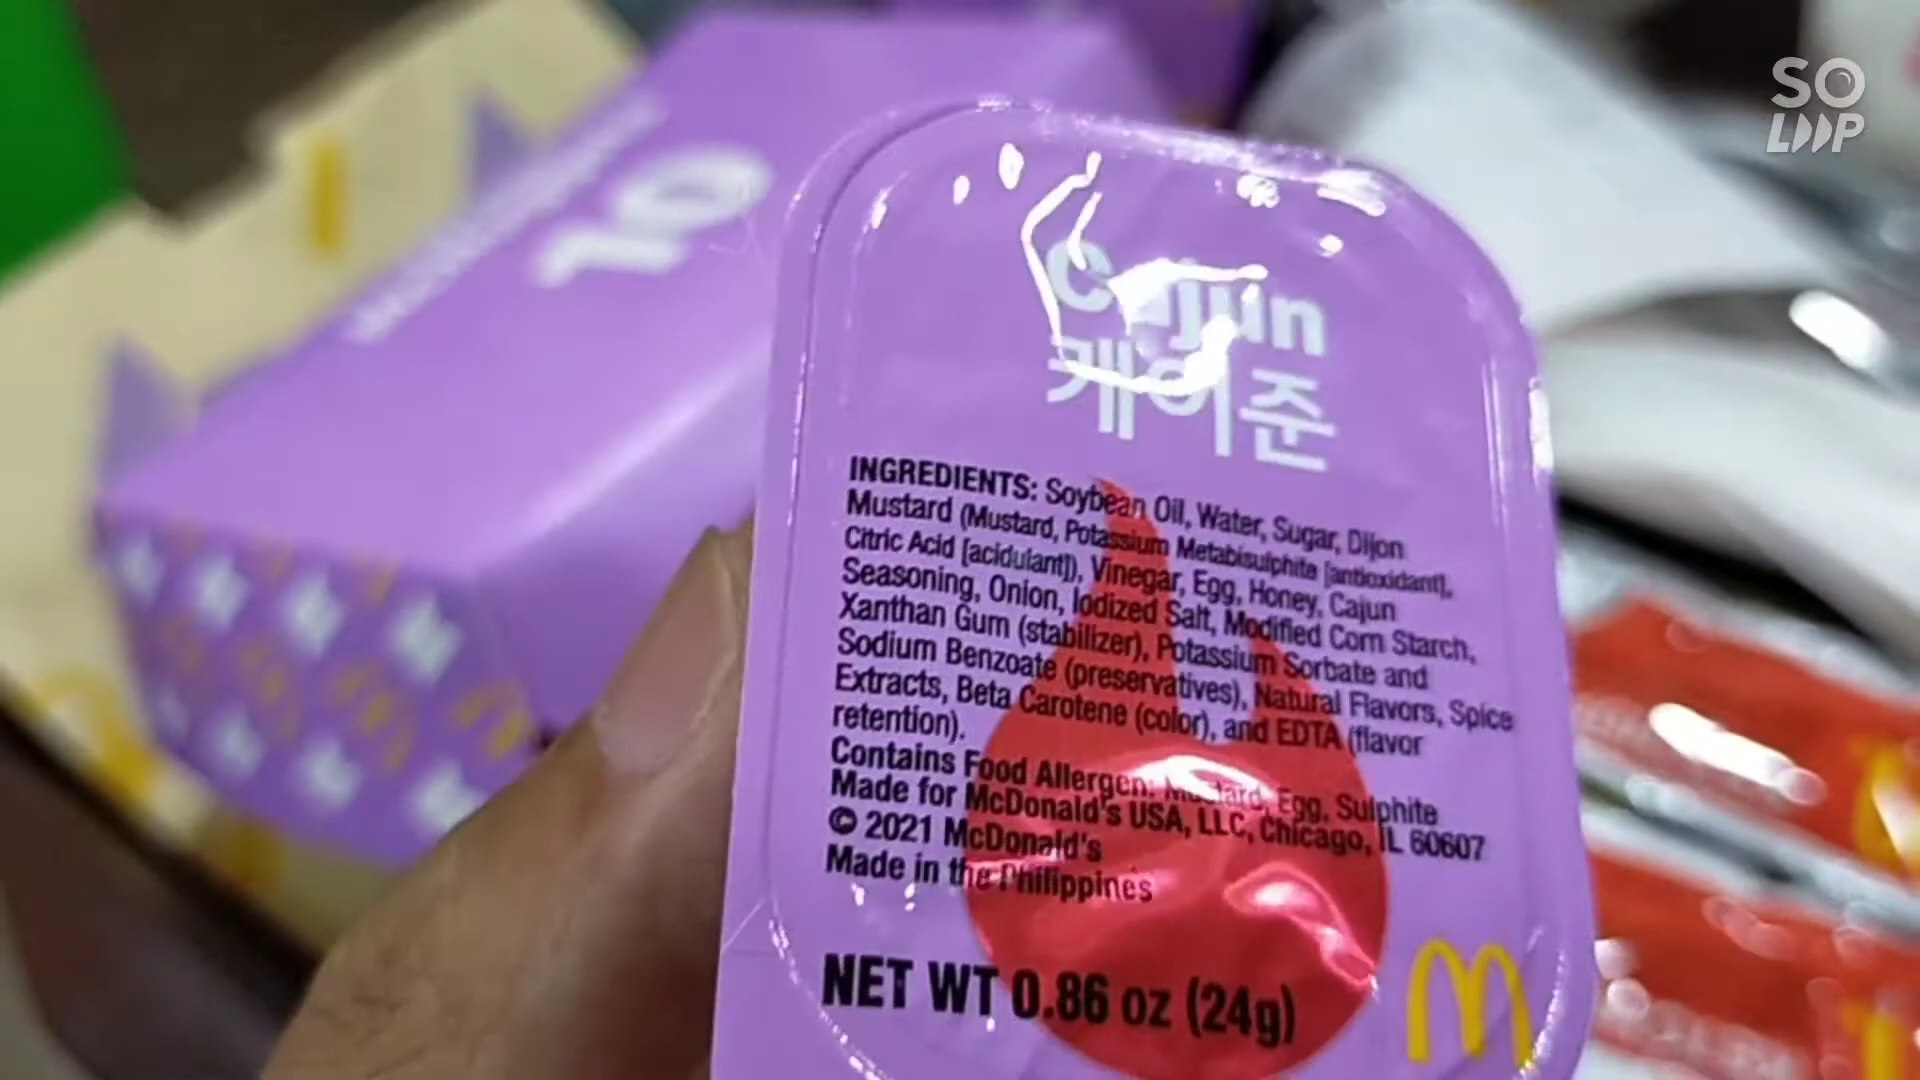 SO
LOOP
10
Cajun
케이준
INGREDIENTS: Soybean Oil, Water, Sugar, Dijon
Mustard (Mustard, Potassium Metabisulphite [antioxidant],
Citric Acid [acidulant]), Vinegar, Egg, Honey, Cajun
Seasoning, Onion, Iodized Salt, Modified Corn Starch,
Xanthan Gum (stabilizer), Potassium Sorbate and
Sodium Benzoate (preservatives), Natural Flavors, Spice
Extracts, Beta Carotene (color), and EDTA (flavor
retention).
Contains Food Allergen: Mustard, Egg, Sulphite
Made for McDonald's USA, LLC, Chicago, IL 60607
© 2021 McDonald's
Made in the Philippines
NET WT 0.86 oz (24g)